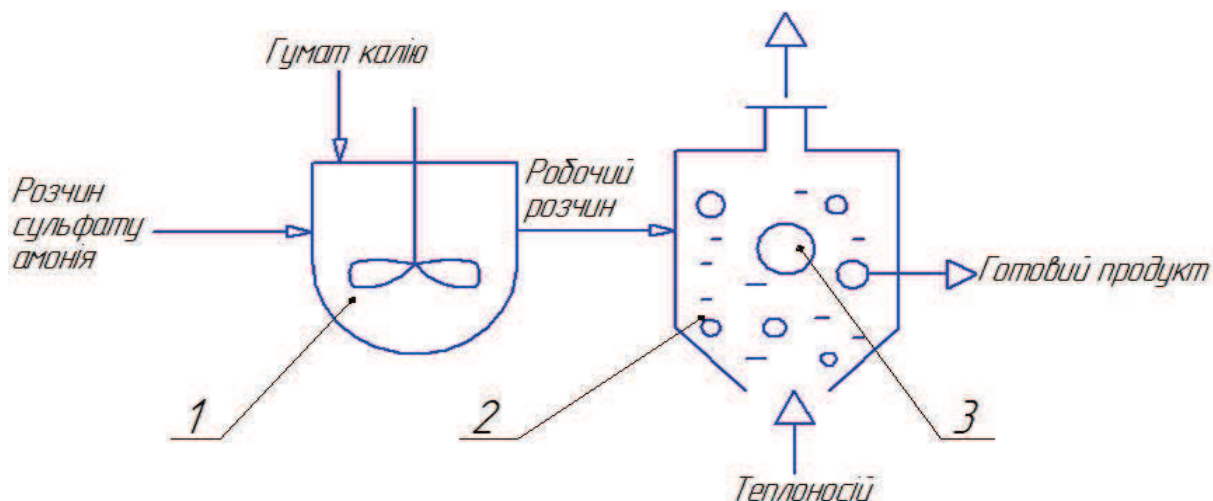 Гумат калію
Розчин
сульфату
амонія
Робочий
розчин
Готовий продукт
1
2
3
Теплоносій